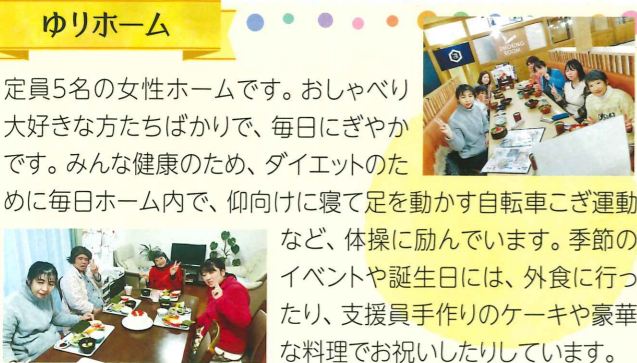 ゆりホーム
SMOKING
ROOM
定員5名の女性ホームです。おしゃべり
大好きな方たちばかりで、毎日にぎやか
です。みんな健康のため、ダイエットのた
めに毎日ホーム内で、仰向けに寝て足を動かす自転車こぎ運動
など、体操に励んでいます。季節の
イベントや誕生日には、外食に行っ
たり、支援員手作りのケーキや豪華
な料理でお祝いしたりしています。